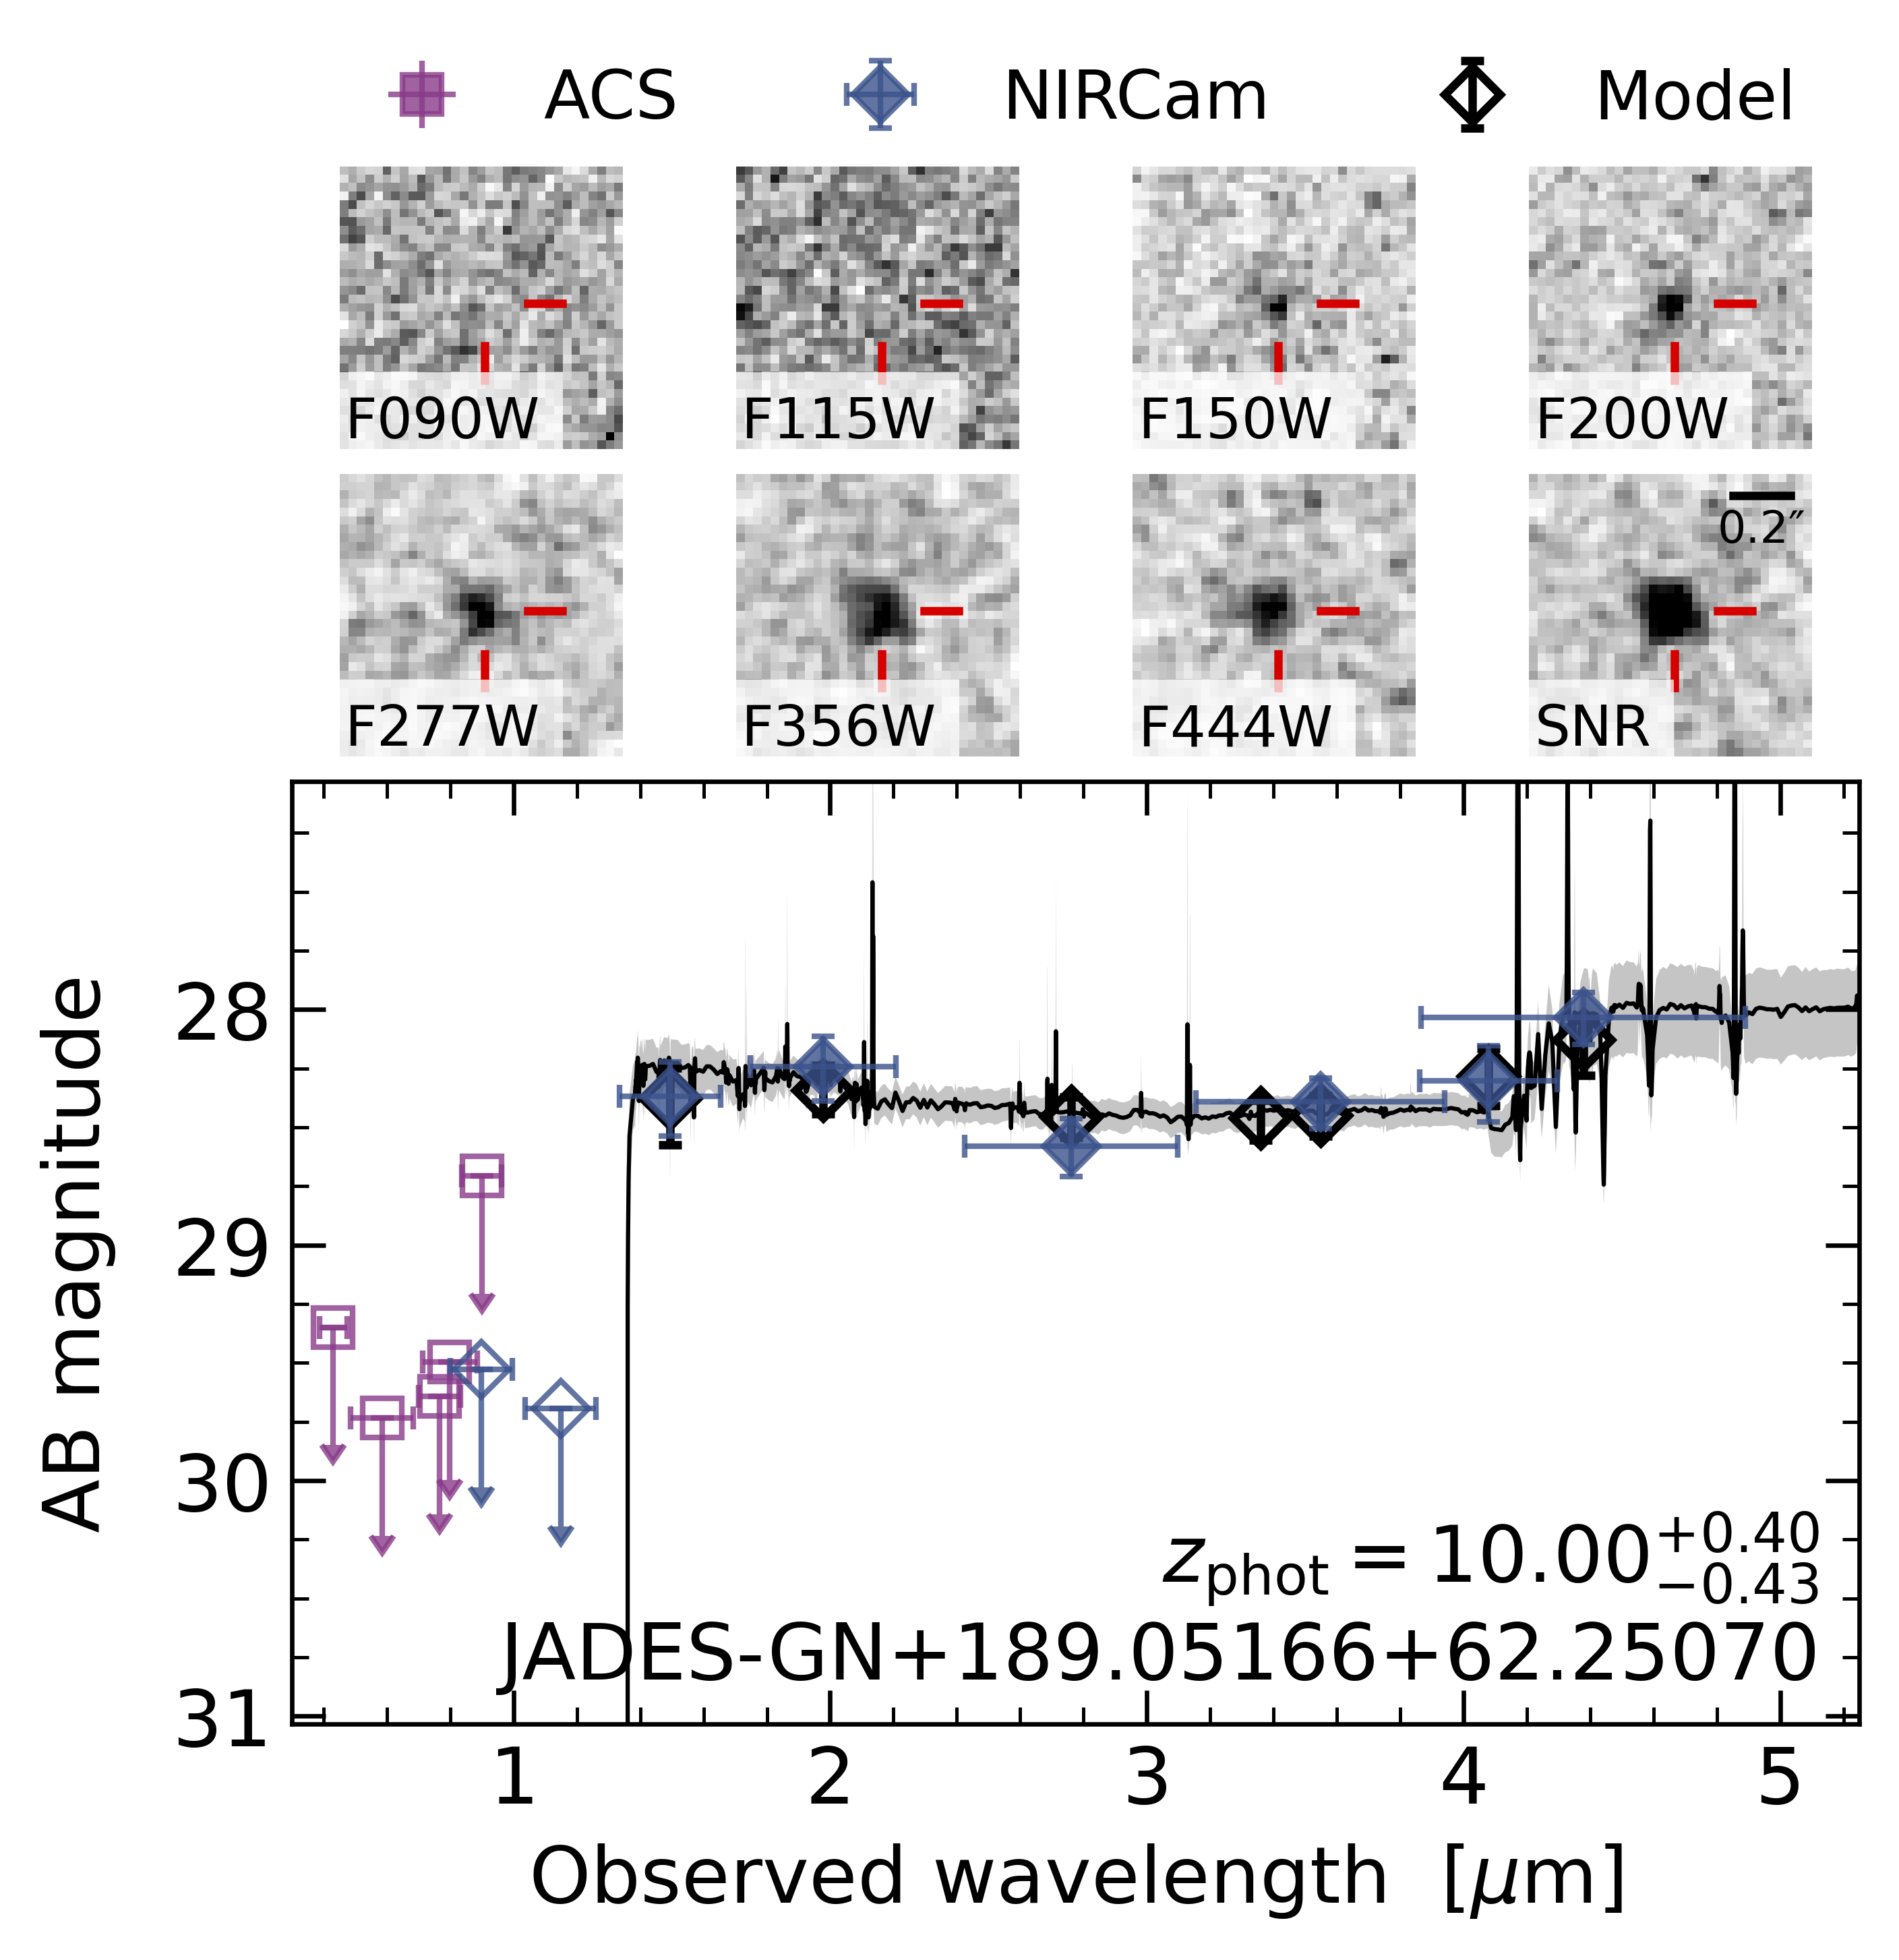 ACS NIRCam Model
F090W F115W F150W F200W
0.2″
F277W F356W F444W SNR
AB magnitude
28
29
30
31
z_phot = 10.00^{+0.40}_{−0.43}
JADES-GN+189.05166+62.25070
1 2 3 4 5
Observed wavelength [μm]